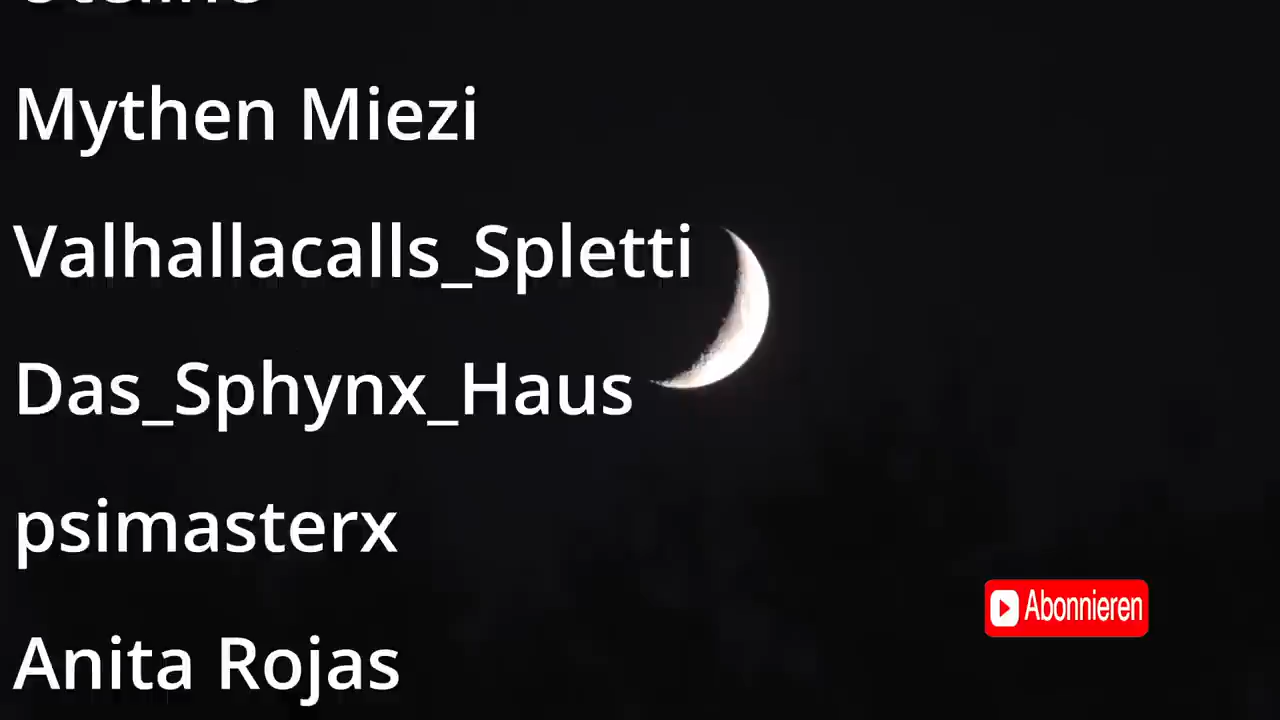 Mythen Miezi
Valhallacalls_Spletti
Das_Sphynx_Haus
psimasterx
Anita Rojas
Abonnieren